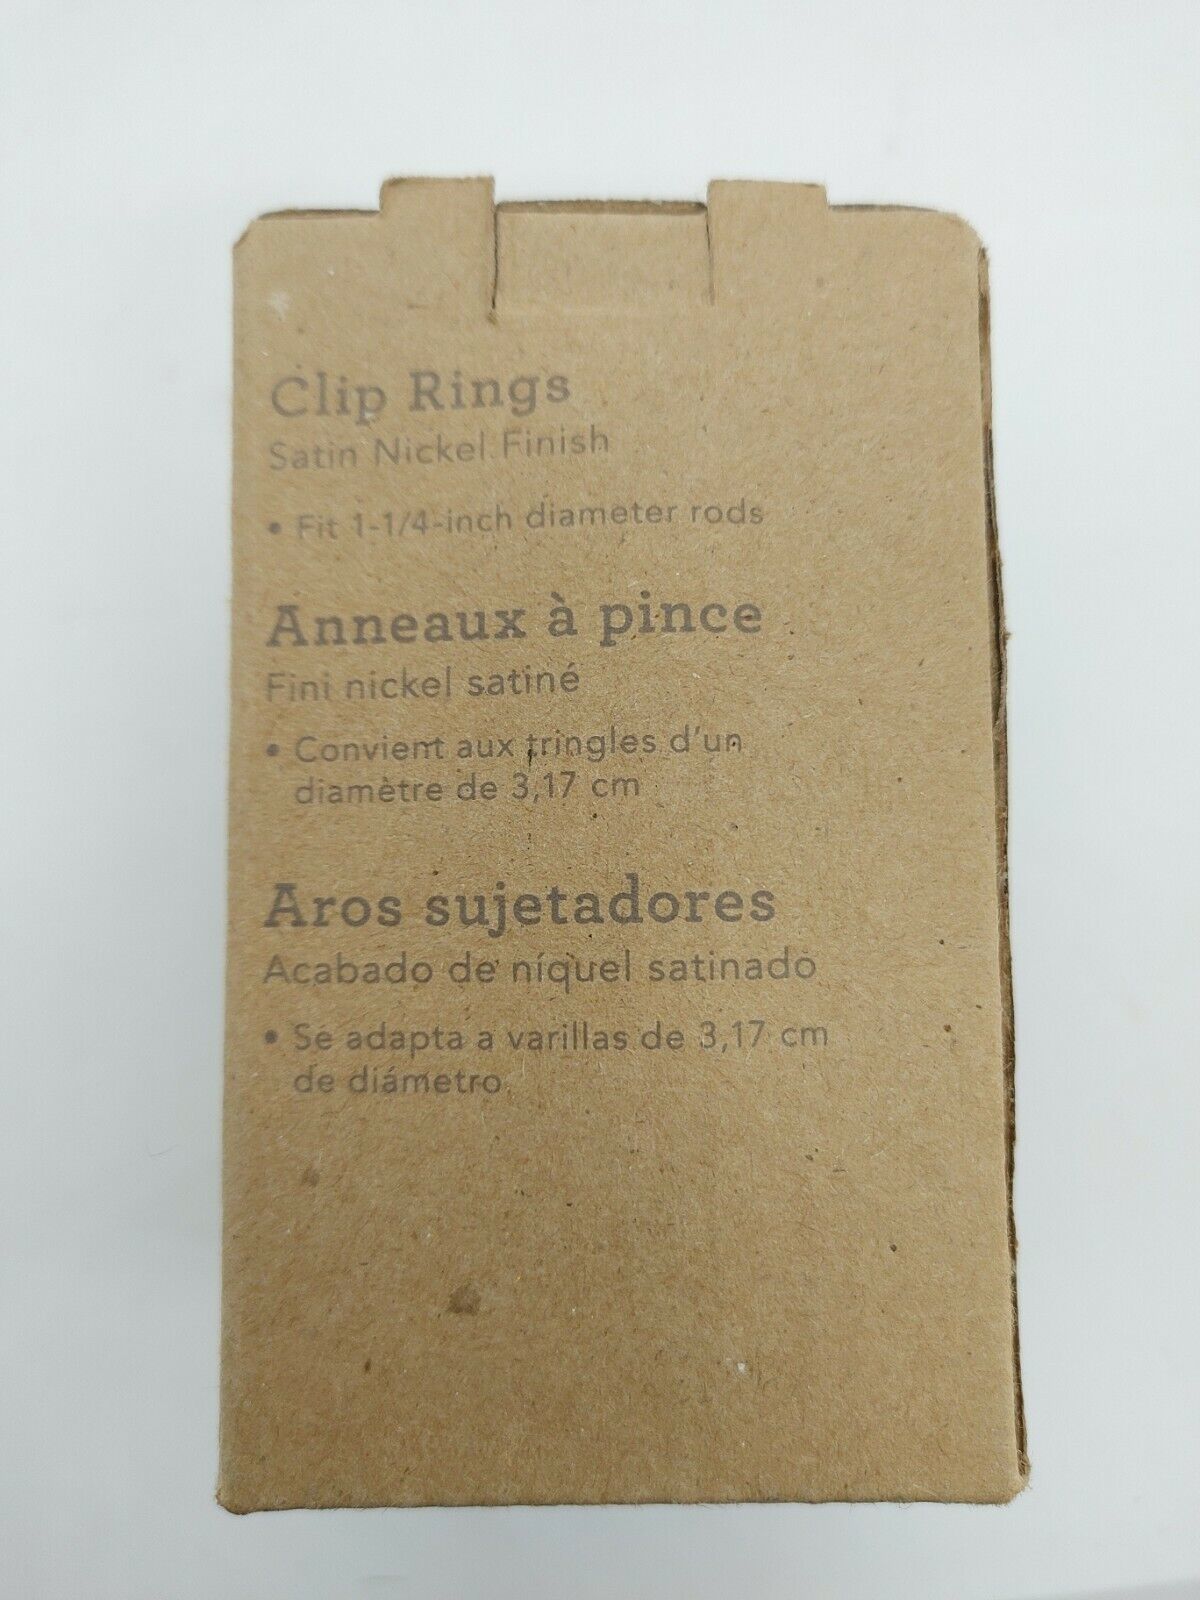 Clip Rings
Satin Nickel Finish
• Fit 1-1/4-inch diameter rods
Anneaux à pince
Fini nickel satiné
• Convient aux tringles d'un
diamètre de 3,17 cm
Aros sujetadores
Acabado de níquel satinado
• Se adapta a varillas de 3,17 cm
de diámetro